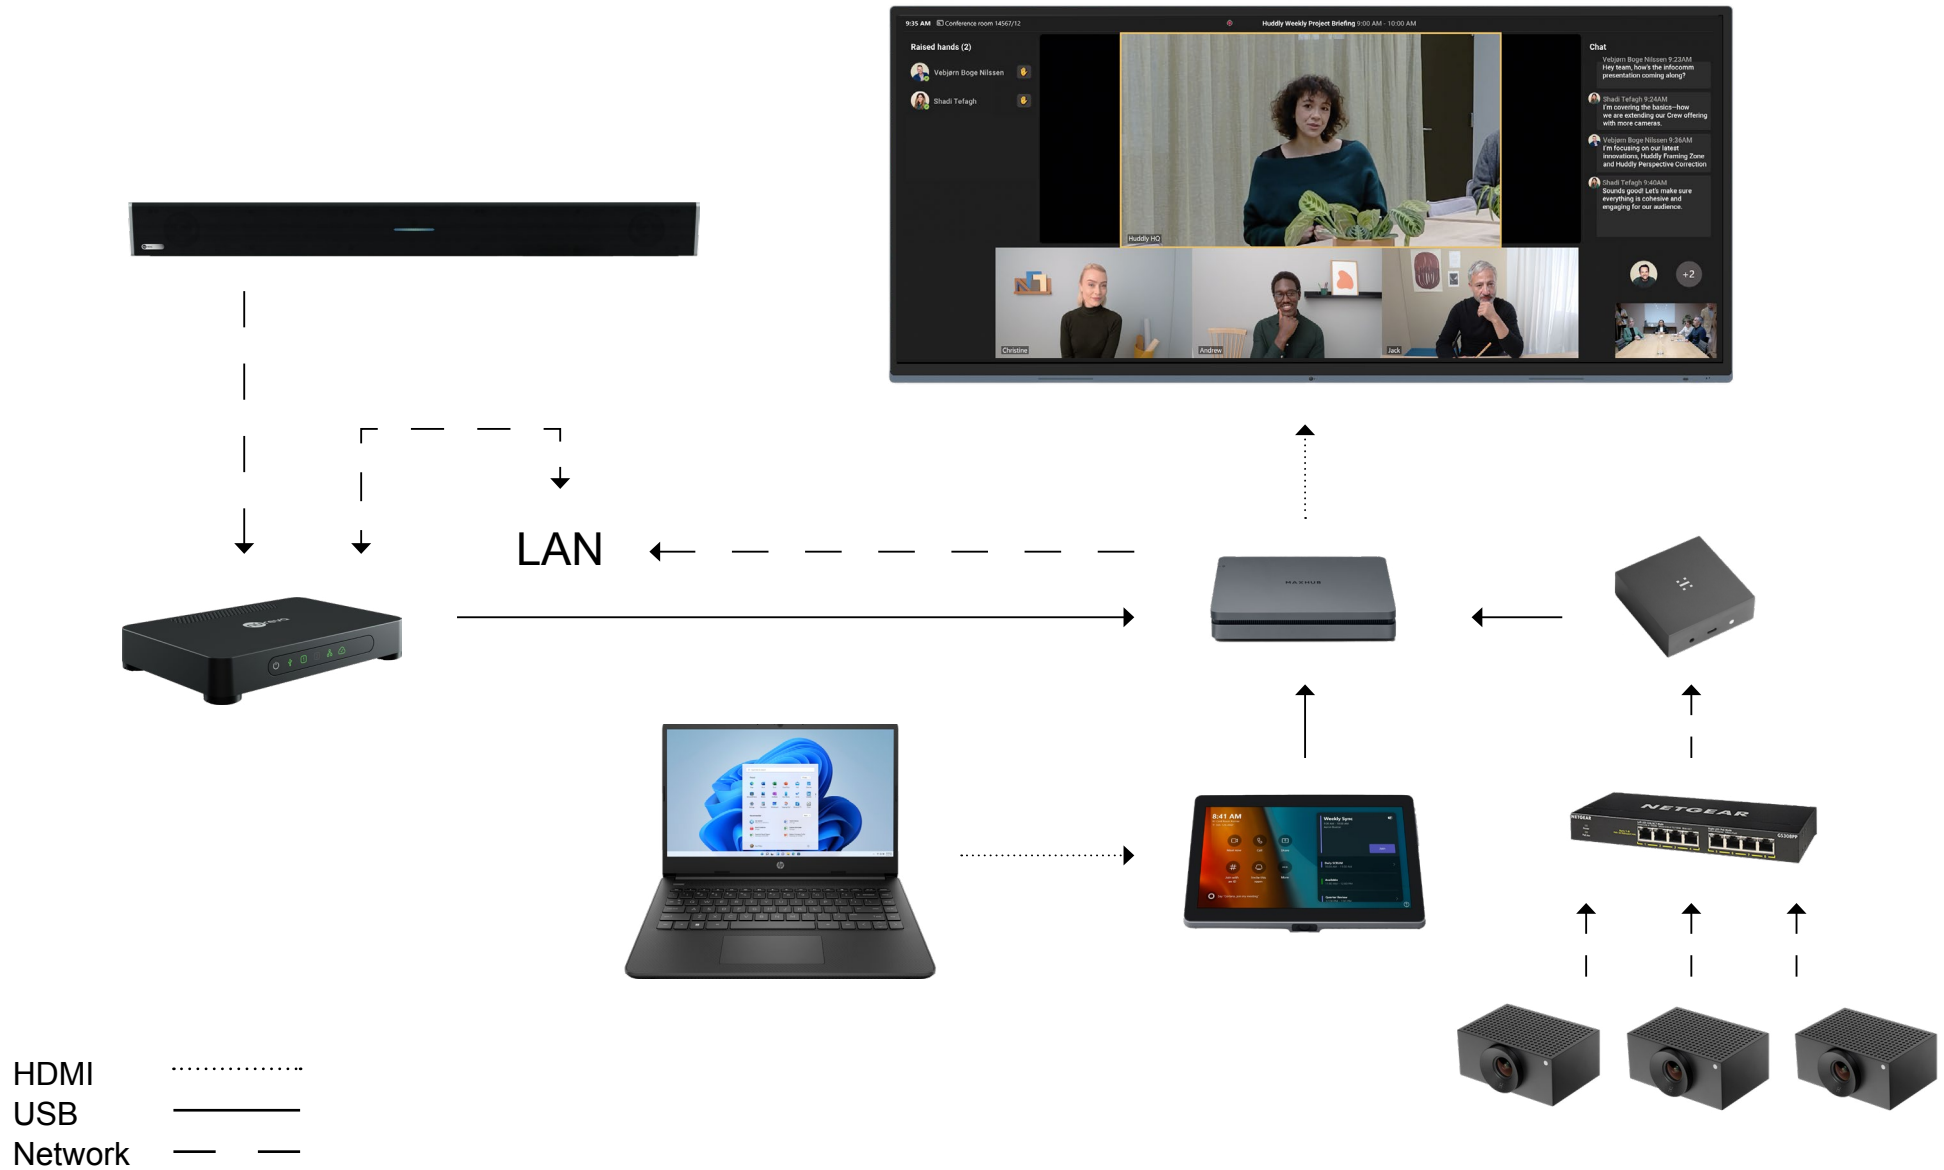 9:35 AM Conference room 14567/12
Huddly Weekly Project Briefing 9:00 AM - 10:00 AM
Raised hands (2)
Vebjørn Boge Nilssen
Shadi Tefagh
Huddly HQ
Christine
Andrew
Jack
Chat
Vebjørn Boge Nilssen 9:23AM
Hey team, how's the infocomm
presentation coming along?
Shadi Tefagh 9:24AM
I'm covering the basics—how
we are extending our Crew offering
with more cameras.
Vebjørn Boge Nilssen 9:36AM
I'm focusing on our latest
innovations, Huddly Framing Zone
and Huddly Perspective Correction
Shadi Tefagh 9:40AM
Sounds good! Let's make sure
everything is cohesive and
engaging for our audience.
+2
LAN
MAXHUB
hp
8:41 AM
Weekly Sync
NETGEAR
NETGEAR
GS308PP
HDMI
USB
Network